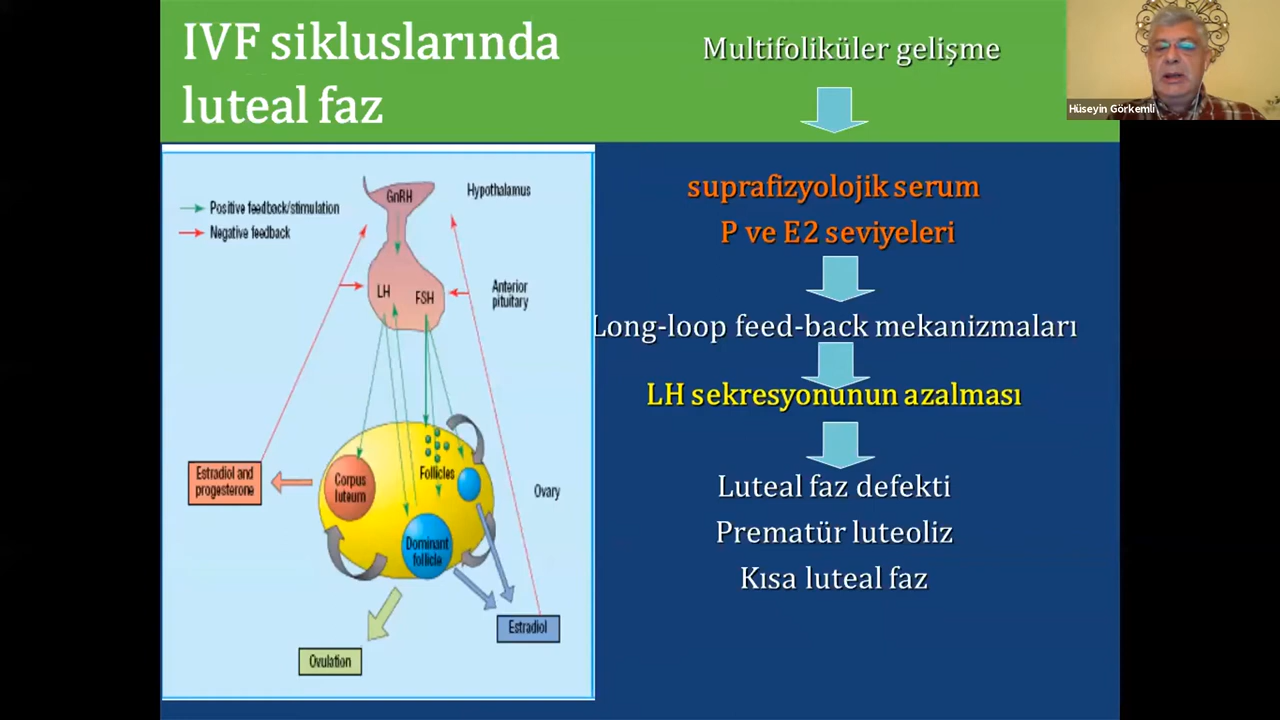 IVF sikluslarında
luteal faz
Multifoliküler gelişme
Hüseyin Görkemli
suprafizyolojik serum
P ve E2 seviyeleri
Long-loop feed-back mekanizmaları
LH sekresyonunun azalması
Luteal faz defekti
Prematür luteoliz
Kısa luteal faz
GnRH
Hypothalamus
Positive feedback/stimulation
Negative feedback
LH
FSH
Anterior
pituitary
Estradiol and
progesterone
Corpus
luteum
Follicles
Ovary
Dominant
follicle
Estradiol
Ovulation